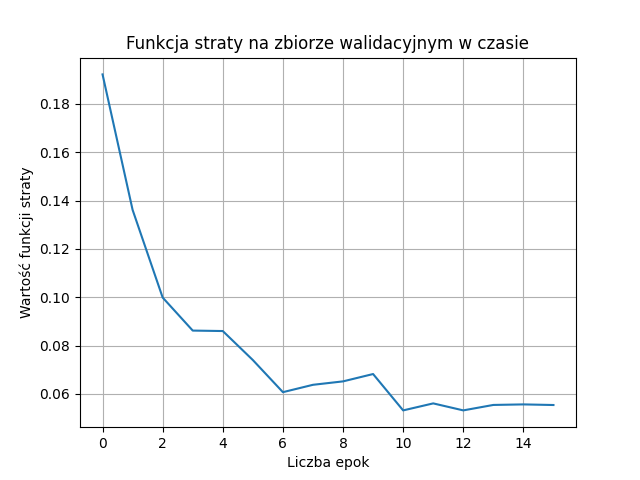 Funkcja straty na zbiorze walidacyjnym w czasie
Wartość funkcji straty
0.18
0.16
0.14
0.12
0.10
0.08
0.06
0 2 4 6 8 10 12 14
Liczba epok